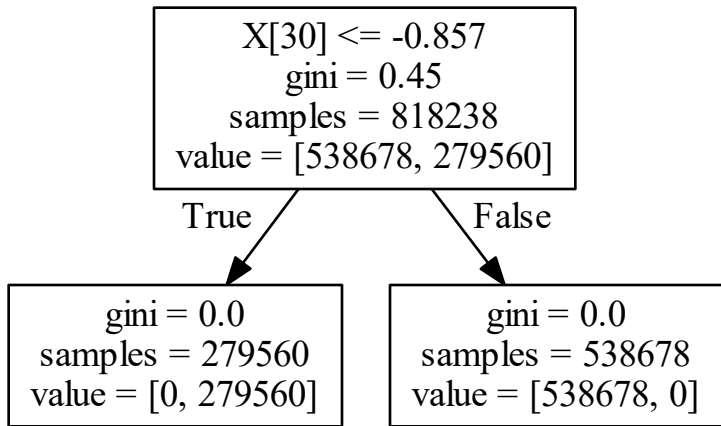 X[30] <= -0.857
gini = 0.45
samples = 818238
value = [538678, 279560]
True
False
gini = 0.0
samples = 279560
value = [0, 279560]
gini = 0.0
samples = 538678
value = [538678, 0]